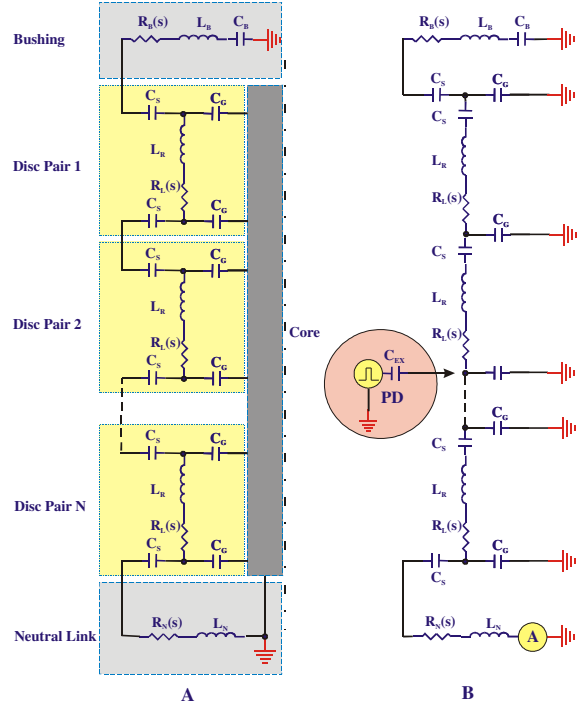 Bushing
R_B(s) L_B C_B
C_S C_G
Disc Pair 1
L_R
R_L(s)
C_S C_G
C_S C_G
Disc Pair 2
L_R
R_L(s)
C_S C_G
Core
C_S C_G
Disc Pair N
L_R
R_L(s)
C_S C_G
Neutral Link
R_N(s) L_N
A
R_B(s) L_B C_B
C_S C_G
C_S
L_R
R_L(s)
C_G
C_S
L_R
R_L(s)
C_EX
PD
C_G
C_G
C_S
L_R
R_L(s)
C_G
C_S
R_N(s) L_N A
B